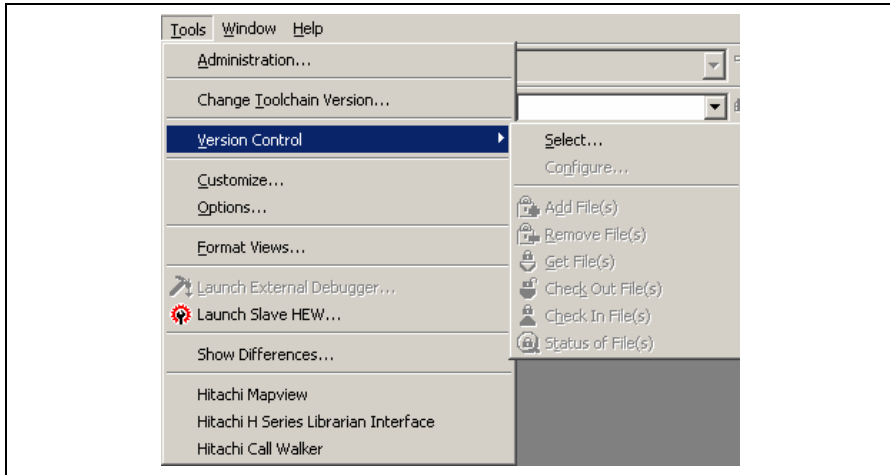 Tools Window Help
Administration...
Change Toolchain Version...
Version Control
Customize...
Options...
Format Views...
Launch External Debugger...
Launch Slave HEW...
Show Differences...
Hitachi Mapview
Hitachi H Series Librarian Interface
Hitachi Call Walker
Select...
Configure...
Add File(s)
Remove File(s)
Get File(s)
Check Out File(s)
Check In File(s)
Status of File(s)